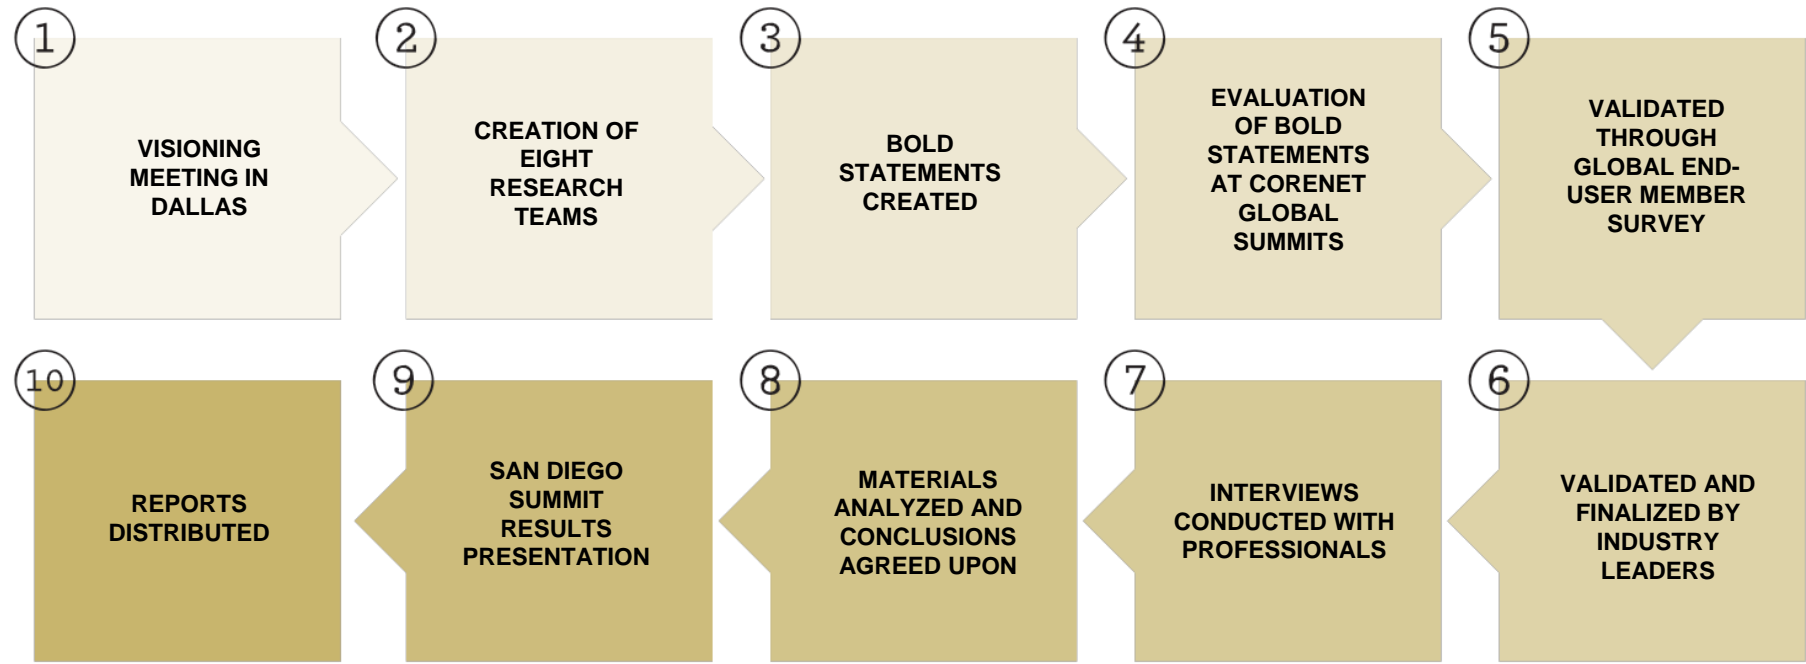 1
VISIONING
MEETING IN
DALLAS
2
CREATION OF
EIGHT
RESEARCH
TEAMS
3
BOLD
STATEMENTS
CREATED
4
EVALUATION
OF BOLD
STATEMENTS
AT CORENET
GLOBAL
SUMMITS
5
VALIDATED
THROUGH
GLOBAL END-
USER MEMBER
SURVEY
6
VALIDATED AND
FINALIZED BY
INDUSTRY
LEADERS
7
INTERVIEWS
CONDUCTED WITH
PROFESSIONALS
8
MATERIALS
ANALYZED AND
CONCLUSIONS
AGREED UPON
9
SAN DIEGO
SUMMIT
RESULTS
PRESENTATION
10
REPORTS
DISTRIBUTED